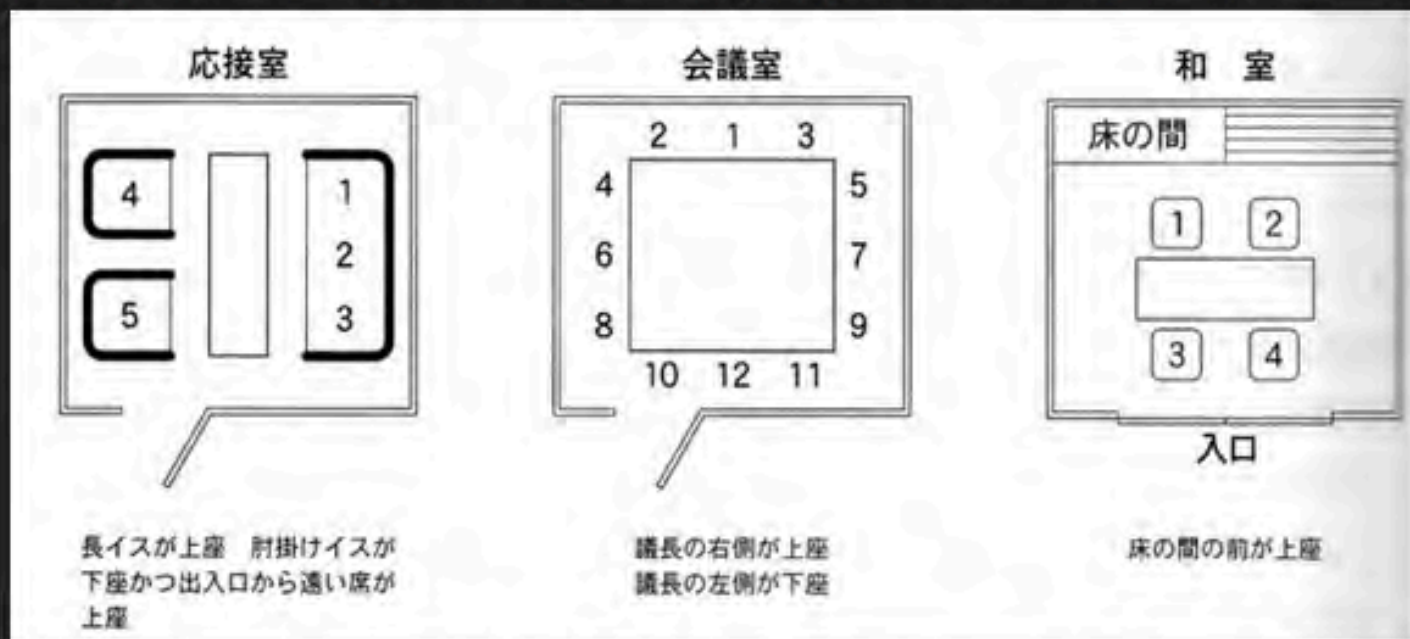 応接室
4
5
1
2
3
長イスが上座　肘掛けイスが
下座かつ出入口から遠い席が
上座
会議室
2 1 3
4 5
6 7
8 9
10 12 11
議長の右側が上座
議長の左側が下座
和　室
床の間
1 2
3 4
入口
床の間の前が上座